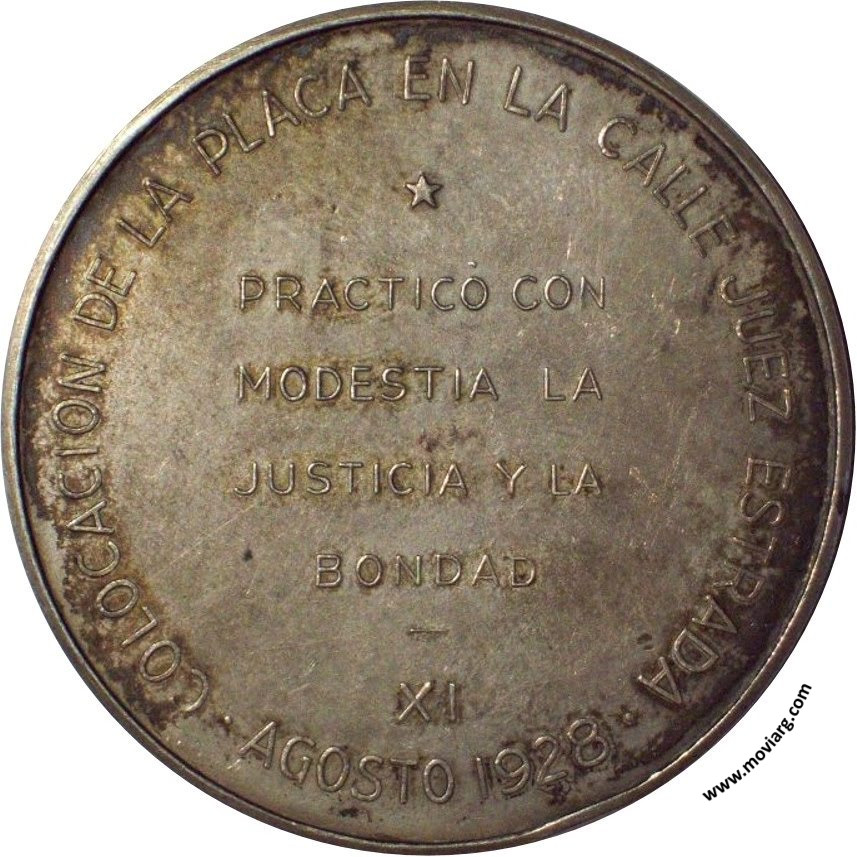 COLOCACIÓN DE LA PLACA EN LA CALLE JUEZ ESTRADA
PRACTICÓ CON
MODESTIA LA
JUSTICIA Y LA
BONDAD
XI
· AGOSTO 1928 ·
www.moviarg.com